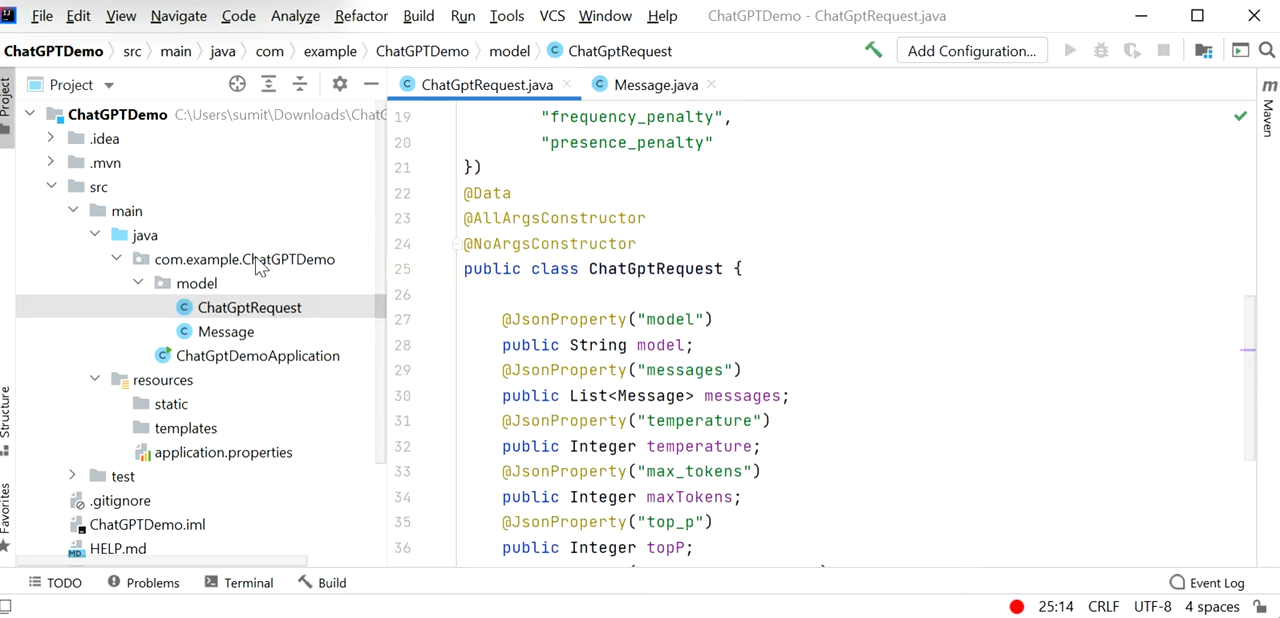 File Edit View Navigate Code Analyze Refactor Build Run Tools VCS Window Help ChatGPTDemo - ChatGptRequest.java
ChatGPTDemo src main java com example ChatGPTDemo model ChatGptRequest Add Configuration...
Project
ChatGptRequest.java
Message.java
Project
Structure
Favorites
ChatGPTDemo C:\Users\sumit\Downloads\ChatG
.idea
.mvn
src
main
java
com.example.ChatGPTDemo
model
ChatGptRequest
Message
ChatGptDemoApplication
resources
static
templates
application.properties
test
.gitignore
ChatGPTDemo.iml
HELP.md
19 "frequency_penalty",
20 "presence_penalty"
21 })
22 @Data
23 @AllArgsConstructor
24 @NoArgsConstructor
25 public class ChatGptRequest {
26
27 @JsonProperty("model")
28 public String model;
29 @JsonProperty("messages")
30 public List<Message> messages;
31 @JsonProperty("temperature")
32 public Integer temperature;
33 @JsonProperty("max_tokens")
34 public Integer maxTokens;
35 @JsonProperty("top_p")
36 public Integer topP;
Maven
TODO Problems Terminal Build Event Log
25:14 CRLF UTF-8 4 spaces